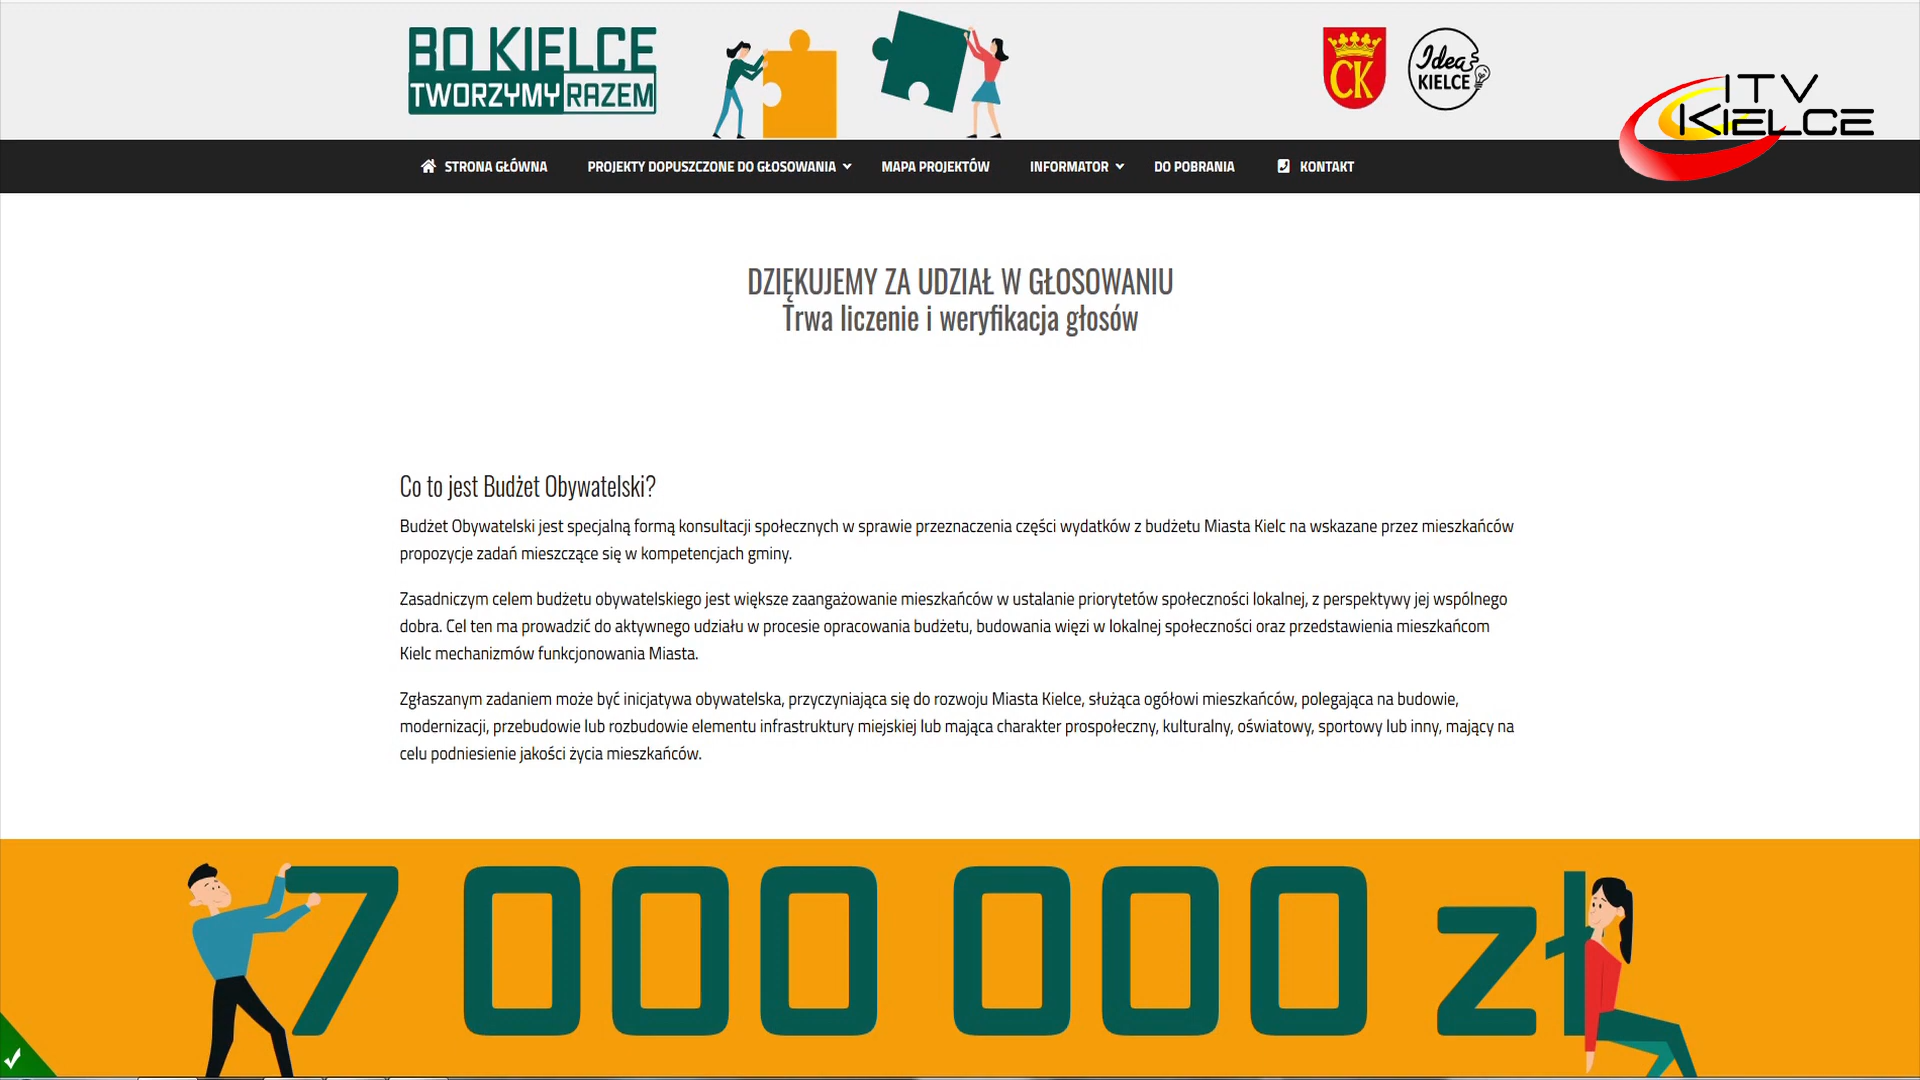 BO KIELCE
TWORZYMY RAZEM
CK
Idea
KIELCE
ITV
KIELCE
STRONA GŁÓWNA
PROJEKTY DOPUSZCZONE DO GŁOSOWANIA
MAPA PROJEKTÓW
INFORMATOR
DO POBRANIA
KONTAKT
DZIĘKUJEMY ZA UDZIAŁ W GŁOSOWANIU
Trwa liczenie i weryfikacja głosów
Co to jest Budżet Obywatelski?
Budżet Obywatelski jest specjalną formą konsultacji społecznych w sprawie przeznaczenia części wydatków z budżetu Miasta Kielc na wskazane przez mieszkańców
propozycje zadań mieszczące się w kompetencjach gminy.
Zasadniczym celem budżetu obywatelskiego jest większe zaangażowanie mieszkańców w ustalanie priorytetów społeczności lokalnej, z perspektywy jej wspólnego
dobra. Cel ten ma prowadzić do aktywnego udziału w procesie opracowania budżetu, budowania więzi w lokalnej społeczności oraz przedstawienia mieszkańcom
Kielc mechanizmów funkcjonowania Miasta.
Zgłaszanym zadaniem może być inicjatywa obywatelska, przyczyniająca się do rozwoju Miasta Kielce, służąca ogółowi mieszkańców, polegająca na budowie,
modernizacji, przebudowie lub rozbudowie elementu infrastruktury miejskiej lub mająca charakter prospołeczny, kulturalny, oświatowy, sportowy lub inny, mający na
celu podniesienie jakości życia mieszkańców.
7 000 000 zł